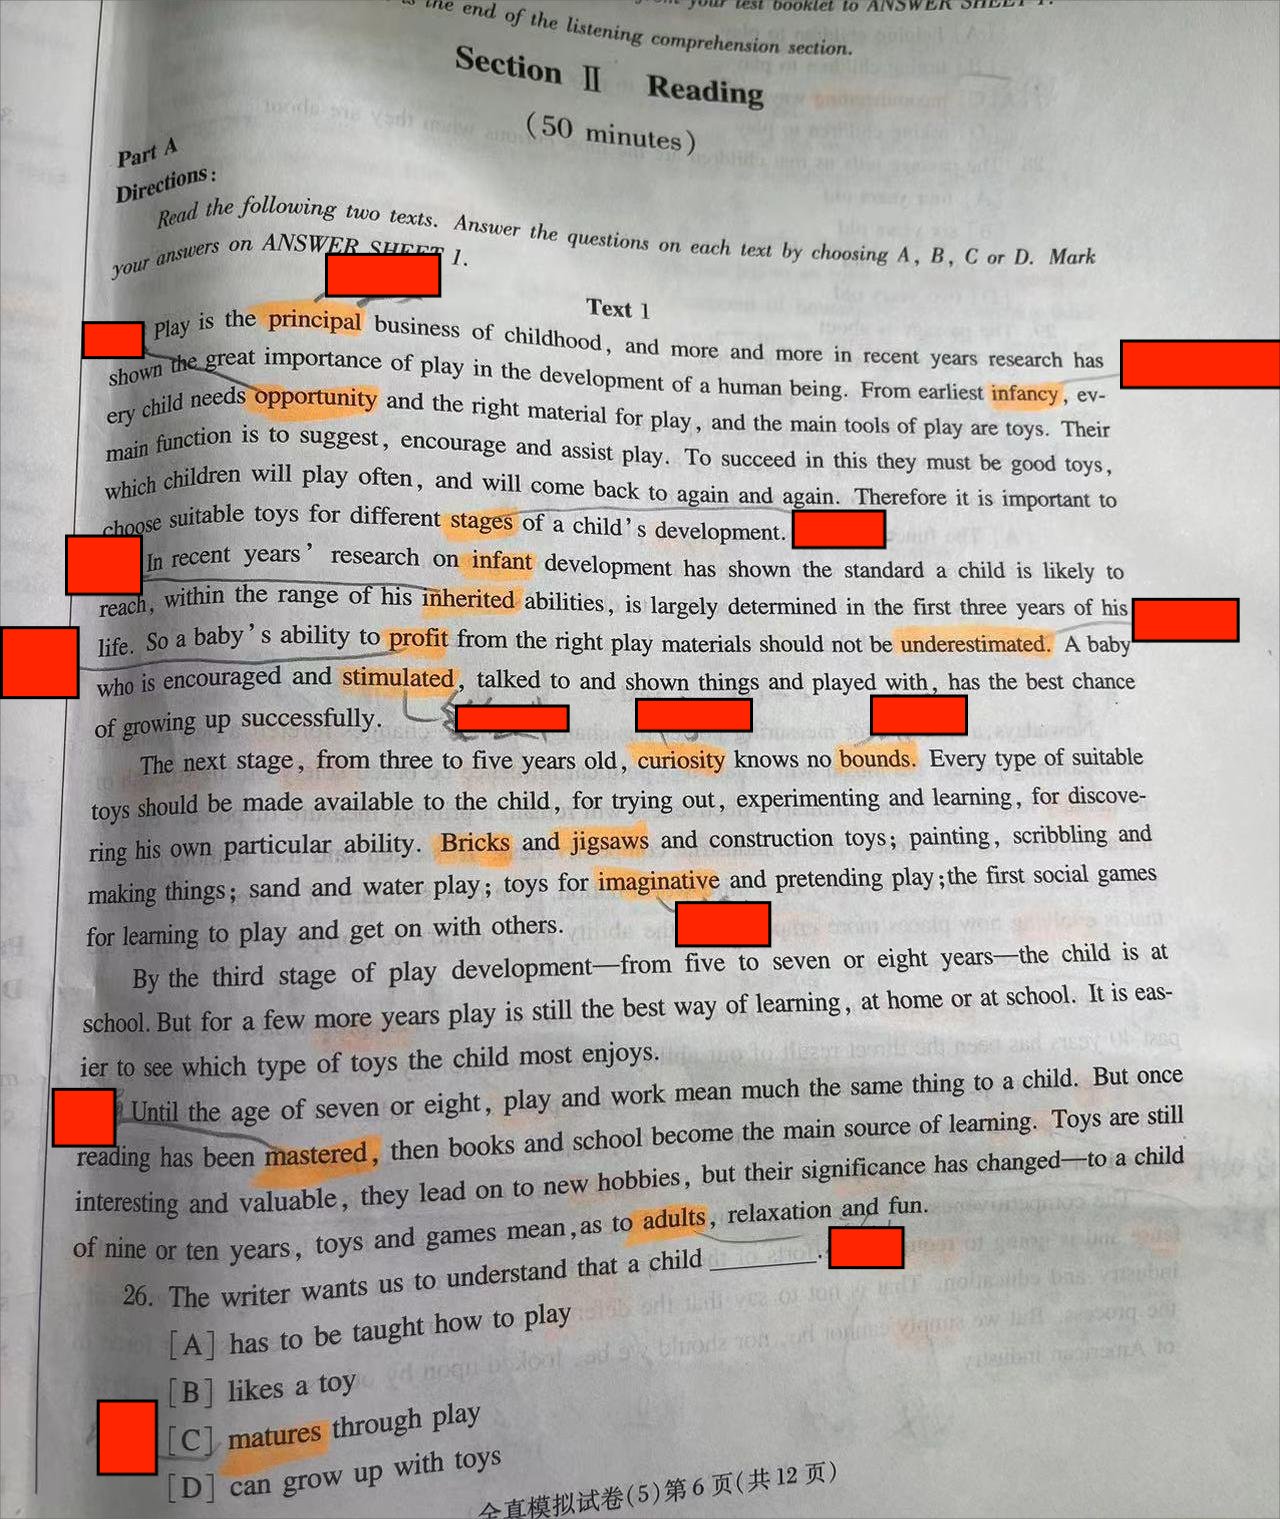 the end of the listening comprehension section.
your test booklet to ANSWER SHEET 1.
Section Ⅱ Reading
(50 minutes)
Part A
Directions:
Read the following two texts. Answer the questions on each text by choosing A, B, C or D. Mark
your answers on ANSWER SHEET 1.
Text 1
Play is the principal business of childhood, and more and more in recent years research has
shown the great importance of play in the development of a human being. From earliest infancy, ev-
ery child needs opportunity and the right material for play, and the main tools of play are toys. Their
main function is to suggest, encourage and assist play. To succeed in this they must be good toys,
which children will play often, and will come back to again and again. Therefore it is important to
choose suitable toys for different stages of a child's development.
In recent years' research on infant development has shown the standard a child is likely to
reach, within the range of his inherited abilities, is largely determined in the first three years of his
life. So a baby's ability to profit from the right play materials should not be underestimated. A baby
who is encouraged and stimulated, talked to and shown things and played with, has the best chance
of growing up successfully.
The next stage, from three to five years old, curiosity knows no bounds. Every type of suitable
toys should be made available to the child, for trying out, experimenting and learning, for discove-
ring his own particular ability. Bricks and jigsaws and construction toys; painting, scribbling and
making things; sand and water play; toys for imaginative and pretending play;the first social games
for learning to play and get on with others.
By the third stage of play development—from five to seven or eight years—the child is at
school. But for a few more years play is still the best way of learning, at home or at school. It is eas-
ier to see which type of toys the child most enjoys.
Until the age of seven or eight, play and work mean much the same thing to a child. But once
reading has been mastered, then books and school become the main source of learning. Toys are still
interesting and valuable, they lead on to new hobbies, but their significance has changed—to a child
of nine or ten years, toys and games mean,as to adults, relaxation and fun.
26. The writer wants us to understand that a child ________.
[A] has to be taught how to play
[B] likes a toy
[C] matures through play
[D] can grow up with toys
全真模拟试卷(5)第6页(共12页)